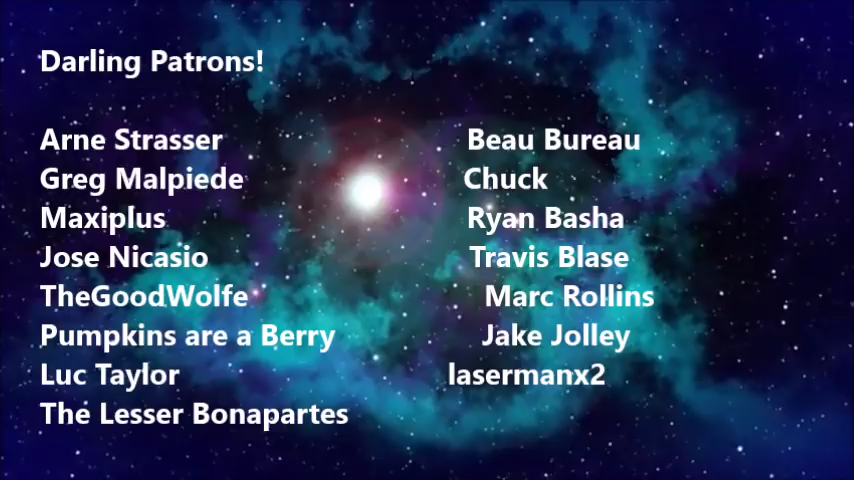 Darling Patrons!
Arne Strasser
Greg Malpiede
Maxiplus
Jose Nicasio
TheGoodWolfe
Pumpkins are a Berry
Luc Taylor
The Lesser Bonapartes
Beau Bureau
Chuck
Ryan Basha
Travis Blase
Marc Rollins
Jake Jolley
lasermanx2